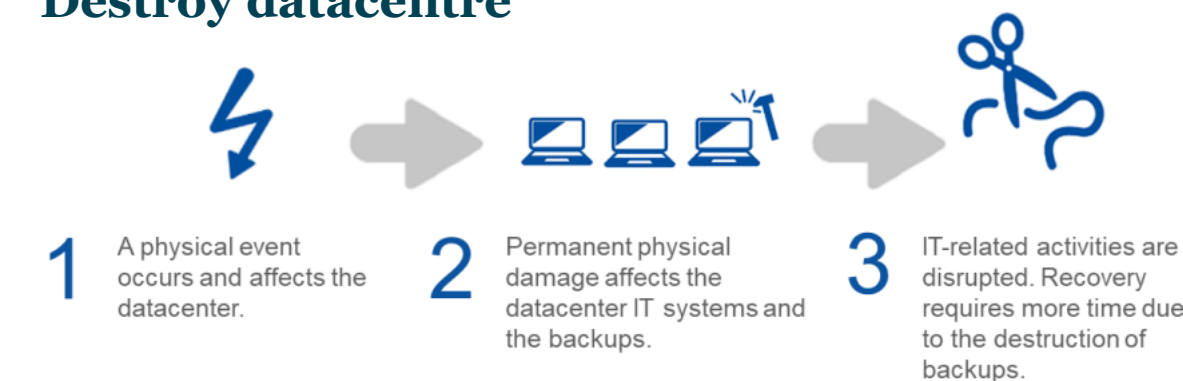 Destroy datacentre
1
A physical event
occurs and affects the
datacenter.
2
Permanent physical
damage affects the
datacenter IT systems and
the backups.
3
IT-related activities are
disrupted. Recovery
requires more time due
to the destruction of
backups.